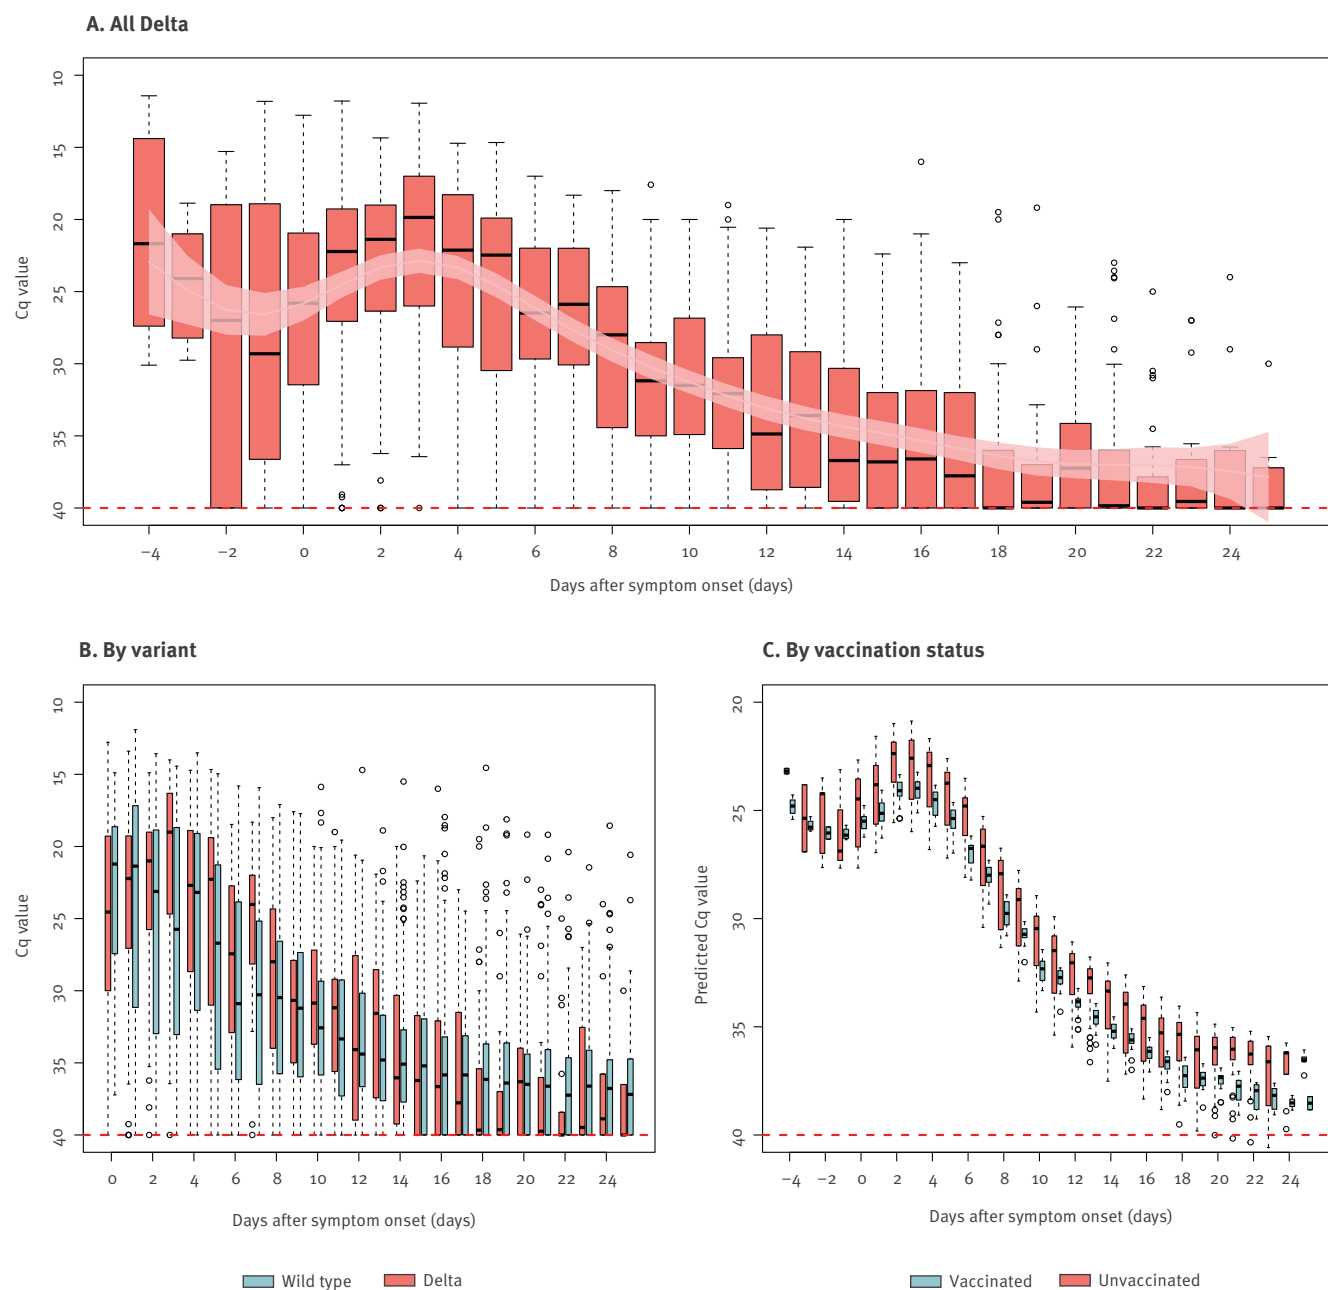 A. All Delta
10
15
20
25
30
35
40
Cq value
−4 −2 0 2 4 6 8 10 12 14 16 18 20 22 24
Days after symptom onset (days)
B. By variant
10
15
20
25
30
35
40
Cq value
0 2 4 6 8 10 12 14 16 18 20 22 24
Days after symptom onset (days)
Wild type Delta
C. By vaccination status
20
25
30
35
40
Predicted Cq value
−4 −2 0 2 4 6 8 10 12 14 16 18 20 22 24
Days after symptom onset (days)
Vaccinated Unvaccinated